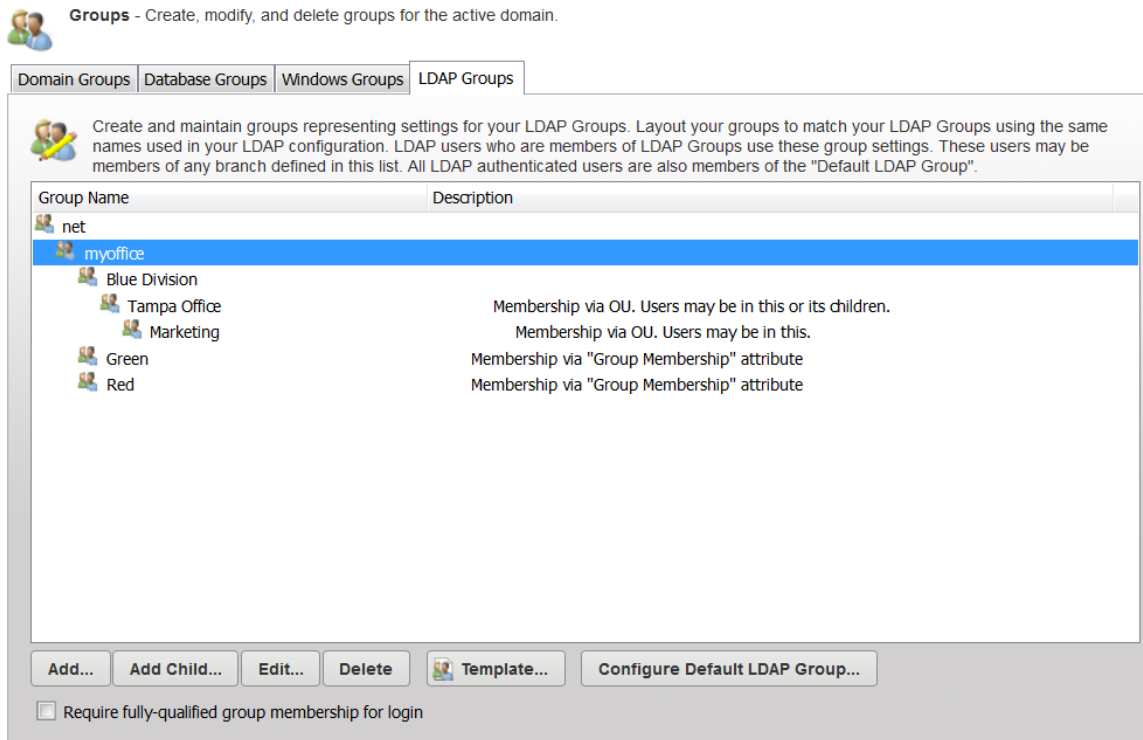 Groups - Create, modify, and delete groups for the active domain.
Domain Groups Database Groups Windows Groups LDAP Groups
Create and maintain groups representing settings for your LDAP Groups. Layout your groups to match your LDAP Groups using the same
names used in your LDAP configuration. LDAP users who are members of LDAP Groups use these group settings. These users may be
members of any branch defined in this list. All LDAP authenticated users are also members of the "Default LDAP Group".
Group Name Description
net
myoffice
Blue Division
Tampa Office Membership via OU. Users may be in this or its children.
Marketing Membership via OU. Users may be in this.
Green Membership via "Group Membership" attribute
Red Membership via "Group Membership" attribute
Add... Add Child... Edit... Delete Template... Configure Default LDAP Group...
Require fully-qualified group membership for login